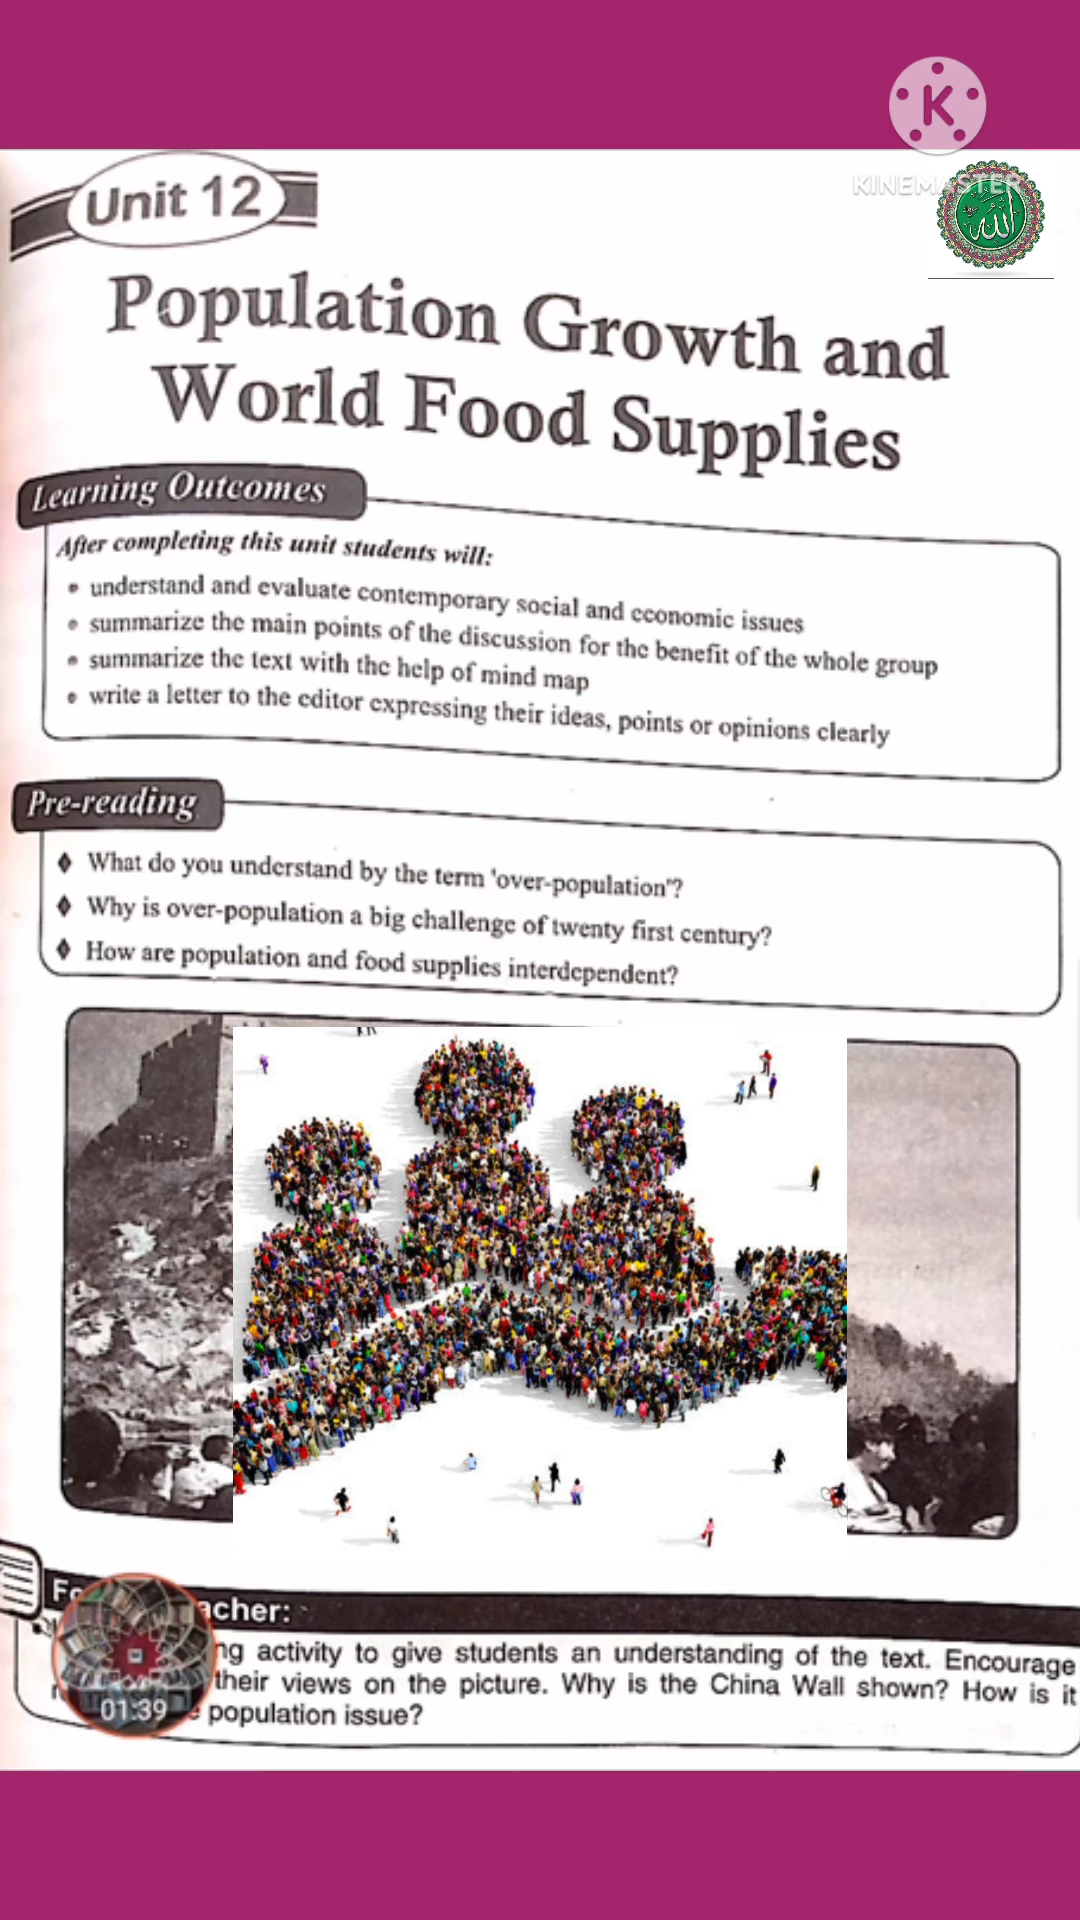 K
KINEMASTER
الله
Unit 12
Population Growth and
World Food Supplies
Learning Outcomes
After completing this unit students will:
• understand and evaluate contemporary social and economic issues
• summarize the main points of the discussion for the benefit of the whole group
• summarize the text with the help of mind map
• write a letter to the editor expressing their ideas, points or opinions clearly
Pre-reading
♦ What do you understand by the term 'over-population'?
♦ Why is over-population a big challenge of twenty first century?
♦ How are population and food supplies interdependent?
acher:
ng activity to give students an understanding of the text. Encourage
their views on the picture. Why is the China Wall shown? How is it
population issue?
01:39